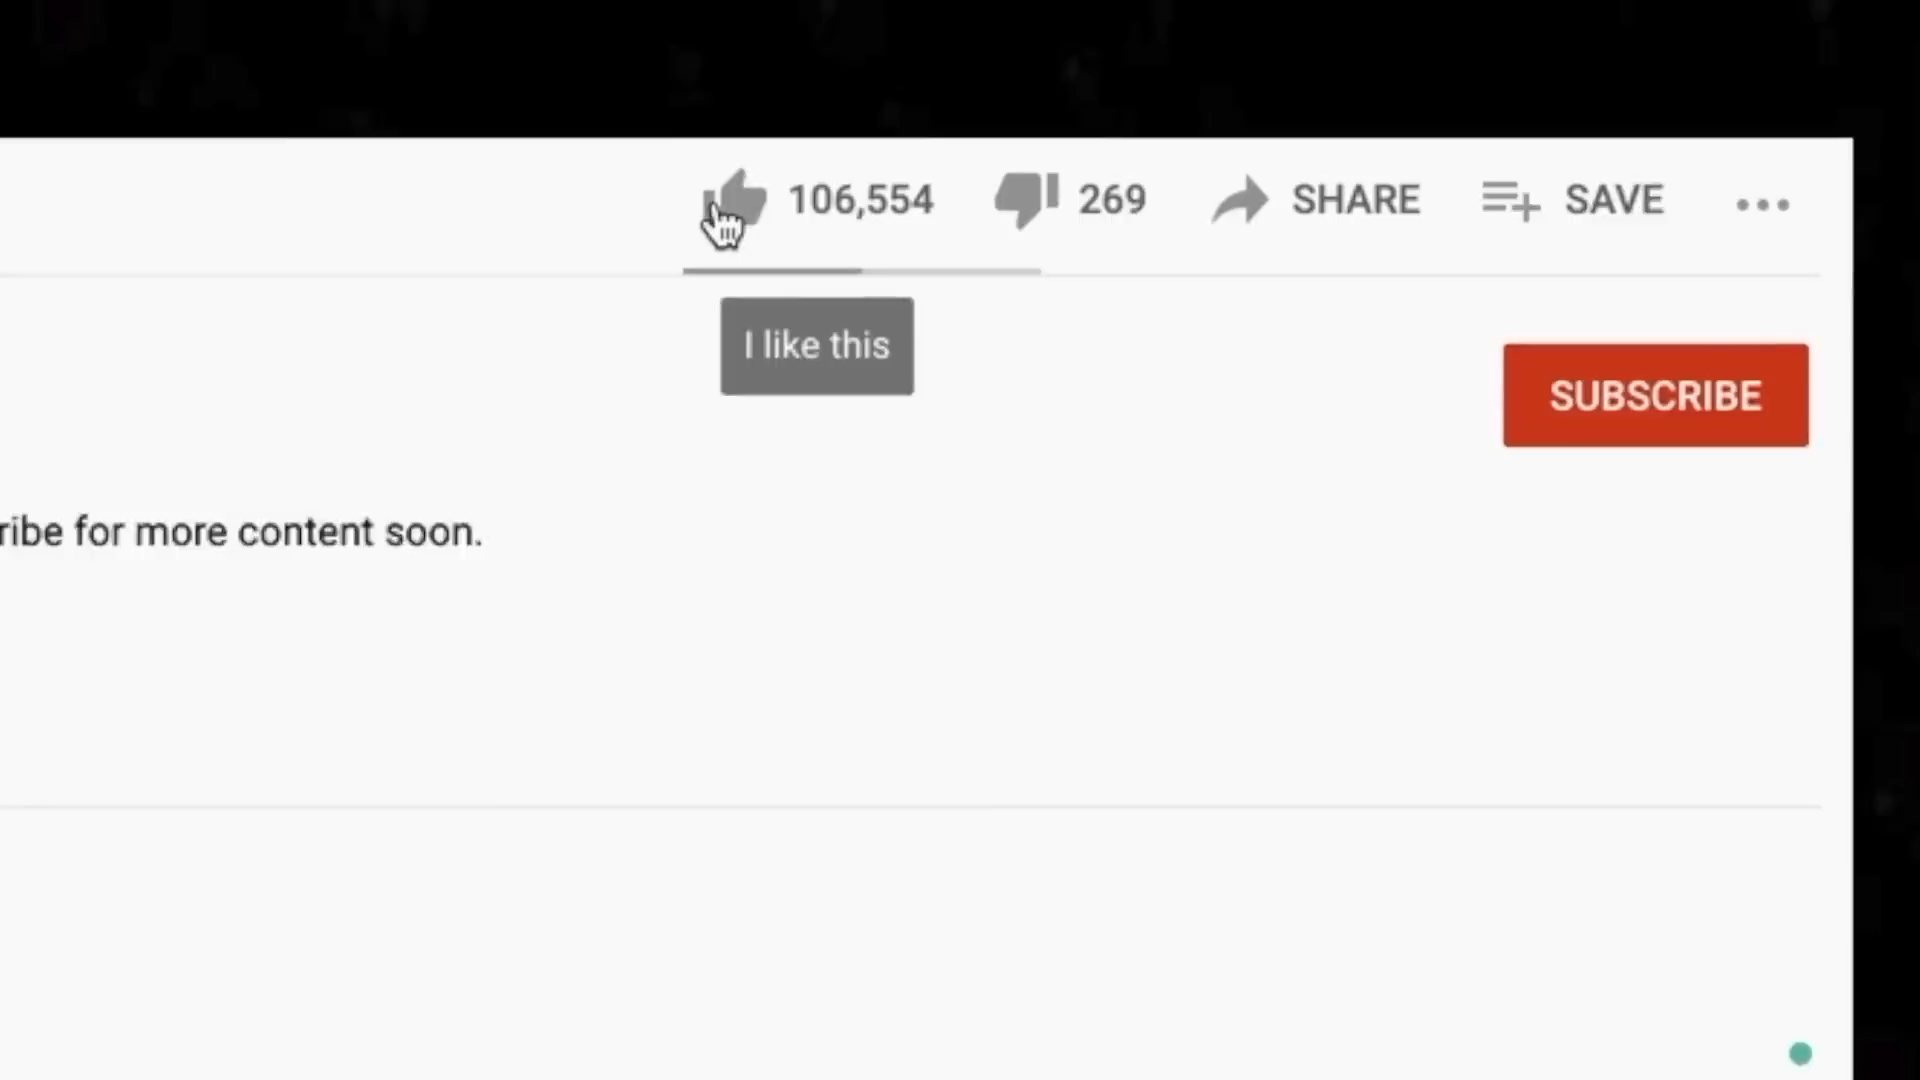 106,554 269 SHARE SAVE
I like this
SUBSCRIBE
ribe for more content soon.